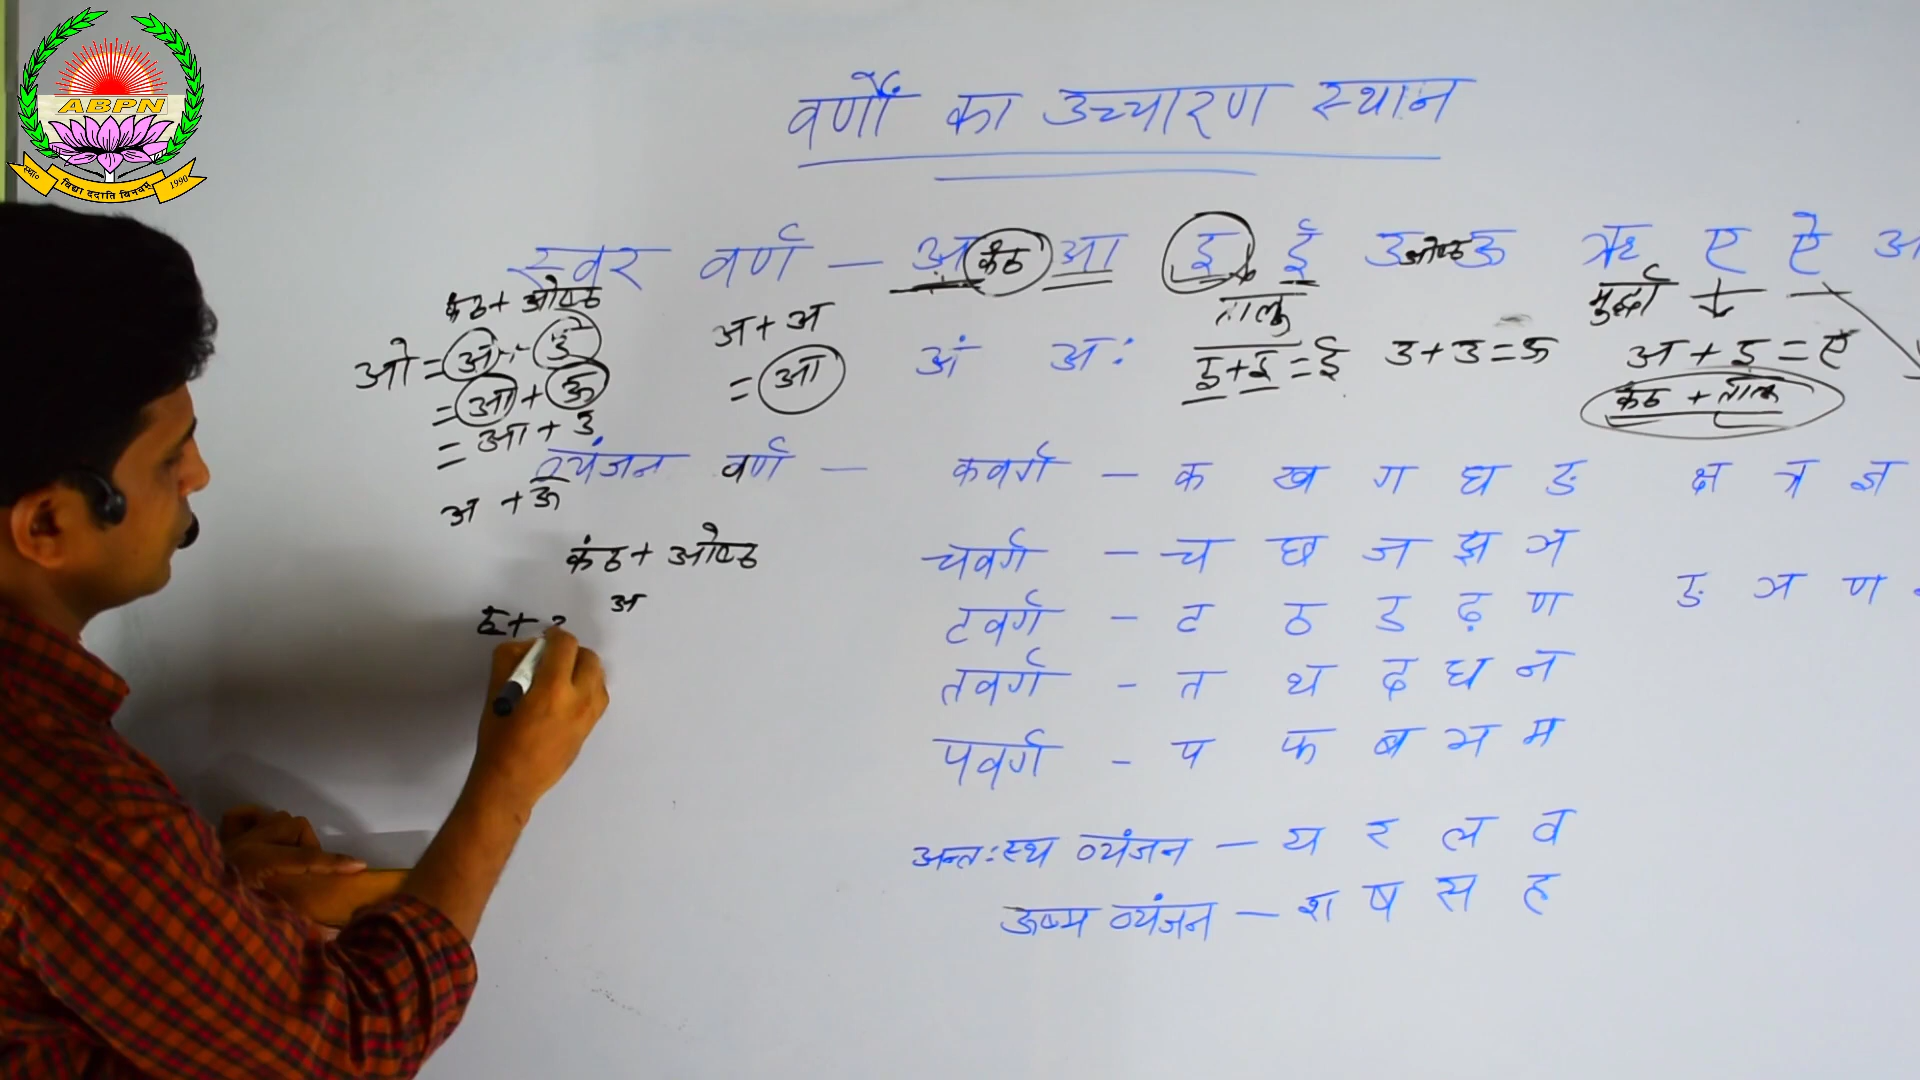 ABPN
स्था०
विद्या ददाति विनयम्
1990
वर्णों का उच्चारण स्थान
स्वर वर्ण – अ कंठ आ इ ई उ ओष्ठ ऊ ऋ ए ऐ अ
तालु
मुर्द्धा
अं अः
इ+इ=ई
उ+उ=ऊ
अ+इ=ए
कंठ + तालु
कंठ + ओष्ठ
ओ = अ + उ
= आ + ऊ
= आ + उ
अ + ऊ
अ+अ
= आ
व्यंजन वर्ण – कवर्ग – क ख ग घ ङ क्ष त्र ज्ञ
कंठ + ओष्ठ
अ
चवर्ग – च छ ज झ ञ
टवर्ग – ट ठ ड ढ़ ण
ङ ञ ण
तवर्ग – त थ द ध न
पवर्ग – प फ ब भ म
अन्तःस्थ व्यंजन – य र ल व
ऊष्म व्यंजन – श ष स ह